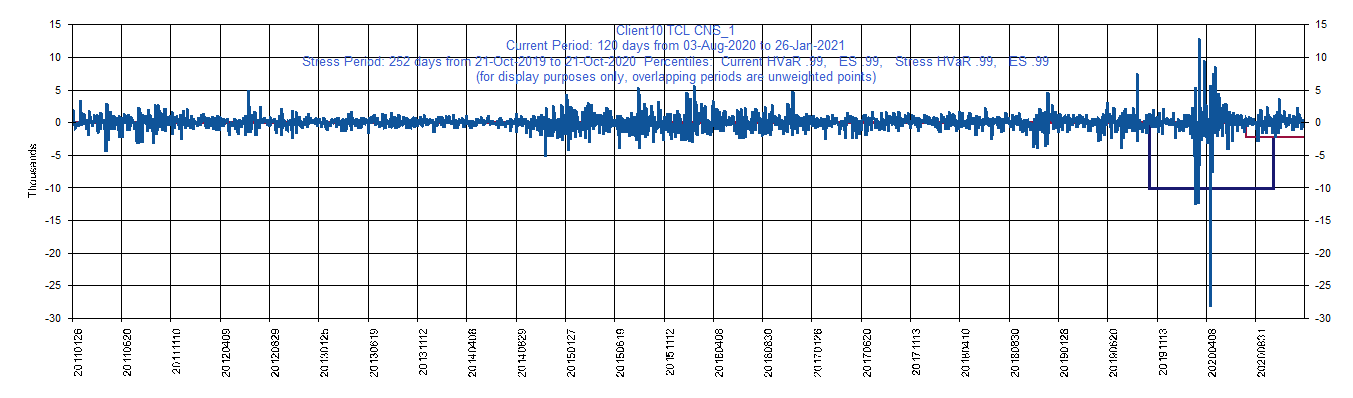 Client10 TCL CNS_1
Current Period: 120 days from 03-Aug-2020 to 26-Jan-2021
Stress Period: 252 days from 21-Oct-2019 to 21-Oct-2020 Percentiles: Current HVaR .99, ES .99, Stress HVaR .99, ES .99
(for display purposes only, overlapping periods are unweighted points)
15 15
10 10
5 5
0 0
-5 -5
-10 -10
-15 -15
-20 -20
-25 -25
-30 -30
Thousands
20110126 20110620 20111110 20120409 20120829 20130125 20130619 20131112 20140408 20140829 20150127 20150619 20151112 20160408 20160830 20170126 20170620 20171113 20180410 20180830 20190128 20190620 20191113 20200408 20200831